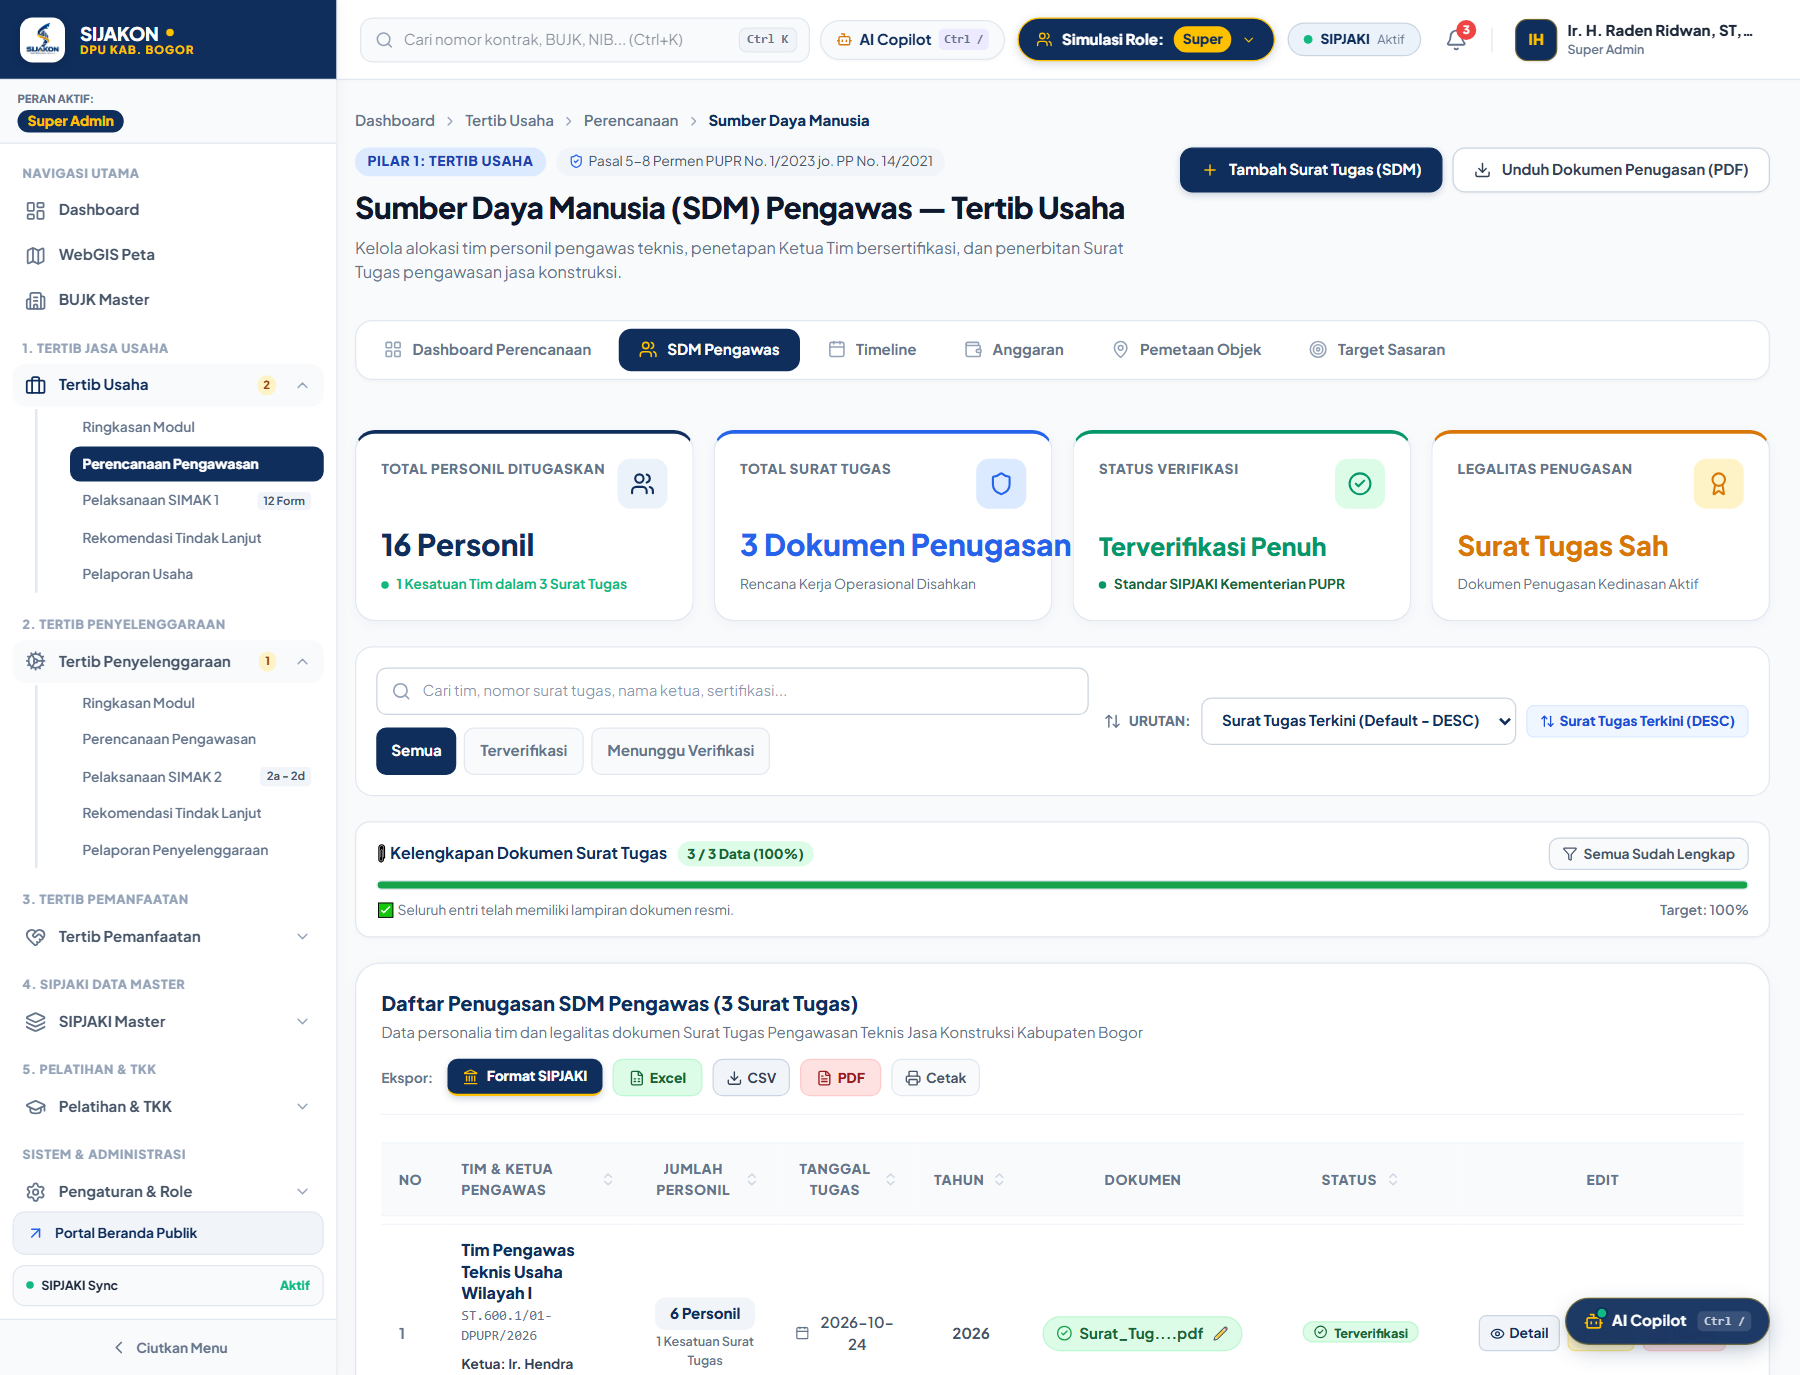 SIJAKON
DPU KAB. BOGOR
Cari nomor kontrak, BUJK, NIB... (Ctrl+K)
Ctrl K
AI Copilot
Ctrl /
Simulasi Role:
Super
SIPJAKI Aktif
3
IH
Ir. H. Raden Ridwan, ST,...
Super Admin
PERAN AKTIF:
Super Admin
NAVIGASI UTAMA
Dashboard
WebGIS Peta
BUJK Master
1. TERTIB JASA USAHA
Tertib Usaha 2
Ringkasan Modul
Perencanaan Pengawasan
Pelaksanaan SIMAK 1 12 Form
Rekomendasi Tindak Lanjut
Pelaporan Usaha
2. TERTIB PENYELENGGARAAN
Tertib Penyelenggaraan 1
Ringkasan Modul
Perencanaan Pengawasan
Pelaksanaan SIMAK 2 2a - 2d
Rekomendasi Tindak Lanjut
Pelaporan Penyelenggaraan
3. TERTIB PEMANFAATAN
Tertib Pemanfaatan
4. SIPJAKI DATA MASTER
SIPJAKI Master
5. PELATIHAN & TKK
Pelatihan & TKK
SISTEM & ADMINISTRASI
Pengaturan & Role
Portal Beranda Publik
SIPJAKI Sync Aktif
Ciutkan Menu
Dashboard > Tertib Usaha > Perencanaan > Sumber Daya Manusia
PILAR 1: TERTIB USAHA
Pasal 5–8 Permen PUPR No. 1/2023 jo. PP No. 14/2021
Sumber Daya Manusia (SDM) Pengawas — Tertib Usaha
Kelola alokasi tim personil pengawas teknis, penetapan Ketua Tim bersertifikasi, dan penerbitan Surat
Tugas pengawasan jasa konstruksi.
Tambah Surat Tugas (SDM)
Unduh Dokumen Penugasan (PDF)
Dashboard Perencanaan
SDM Pengawas
Timeline
Anggaran
Pemetaan Objek
Target Sasaran
TOTAL PERSONIL DITUGASKAN
16 Personil
1 Kesatuan Tim dalam 3 Surat Tugas
TOTAL SURAT TUGAS
3 Dokumen Penugasan
Rencana Kerja Operasional Disahkan
STATUS VERIFIKASI
Terverifikasi Penuh
Standar SIPJAKI Kementerian PUPR
LEGALITAS PENUGASAN
Surat Tugas Sah
Dokumen Penugasan Kedinasan Aktif
Cari tim, nomor surat tugas, nama ketua, sertifikasi...
Semua
Terverifikasi
Menunggu Verifikasi
URUTAN:
Surat Tugas Terkini (Default - DESC)
Surat Tugas Terkini (DESC)
Kelengkapan Dokumen Surat Tugas
3 / 3 Data (100%)
Semua Sudah Lengkap
Seluruh entri telah memiliki lampiran dokumen resmi.
Target: 100%
Daftar Penugasan SDM Pengawas (3 Surat Tugas)
Data personalia tim dan legalitas dokumen Surat Tugas Pengawasan Teknis Jasa Konstruksi Kabupaten Bogor
Ekspor:
Format SIPJAKI
Excel
CSV
PDF
Cetak
NO
TIM & KETUA
PENGAWAS
JUMLAH
PERSONIL
TANGGAL
TUGAS
TAHUN
DOKUMEN
STATUS
EDIT
1
Tim Pengawas
Teknis Usaha
Wilayah I
ST.600.1/01-
DPUPR/2026
Ketua: Ir. Hendra
6 Personil
1 Kesatuan Surat
Tugas
2026-10-
24
2026
Surat_Tug....pdf
Terverifikasi
Detail
AI Copilot
Ctrl /